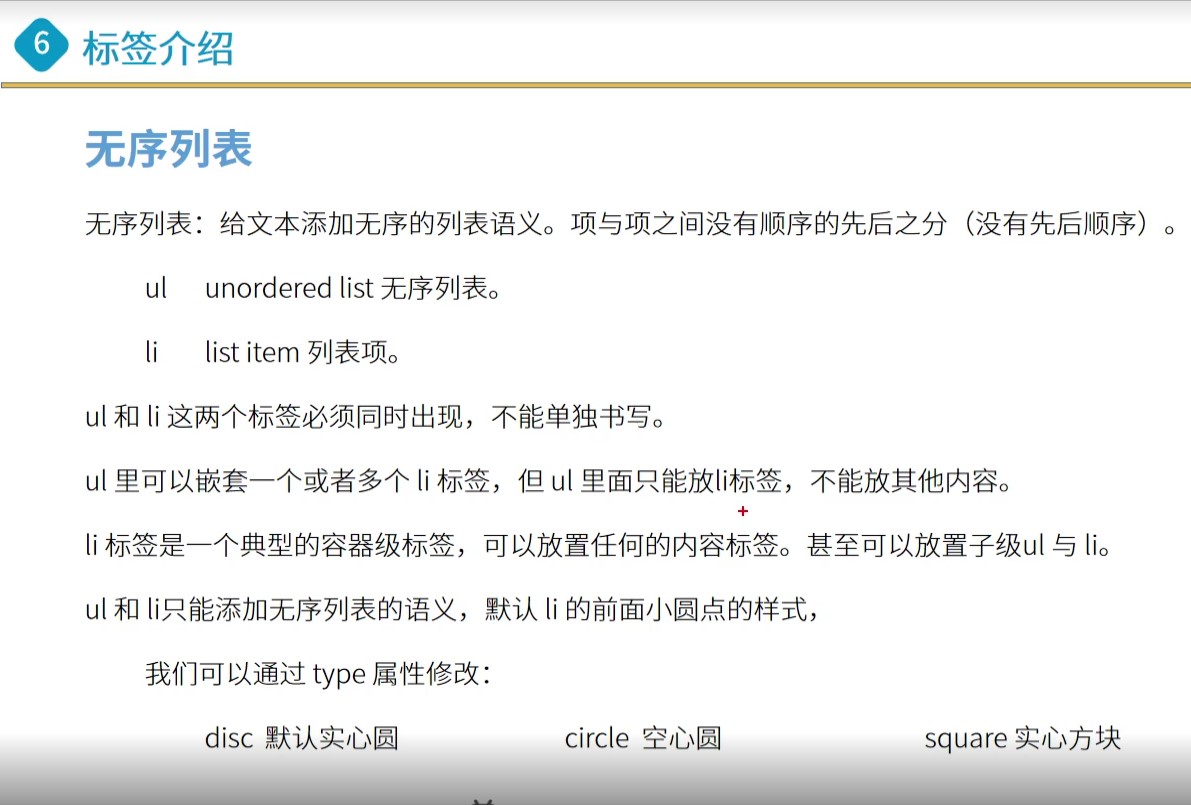 6 标签介绍
无序列表
无序列表：给文本添加无序的列表语义。项与项之间没有顺序的先后之分（没有先后顺序）。
ul unordered list 无序列表。
li list item 列表项。
ul 和 li 这两个标签必须同时出现，不能单独书写。
ul 里可以嵌套一个或者多个 li 标签，但 ul 里面只能放li标签，不能放其他内容。
li 标签是一个典型的容器级标签，可以放置任何的内容标签。甚至可以放置子级ul 与 li。
ul 和 li只能添加无序列表的语义，默认 li 的前面小圆点的样式，
我们可以通过 type 属性修改：
disc 默认实心圆 circle 空心圆 square 实心方块